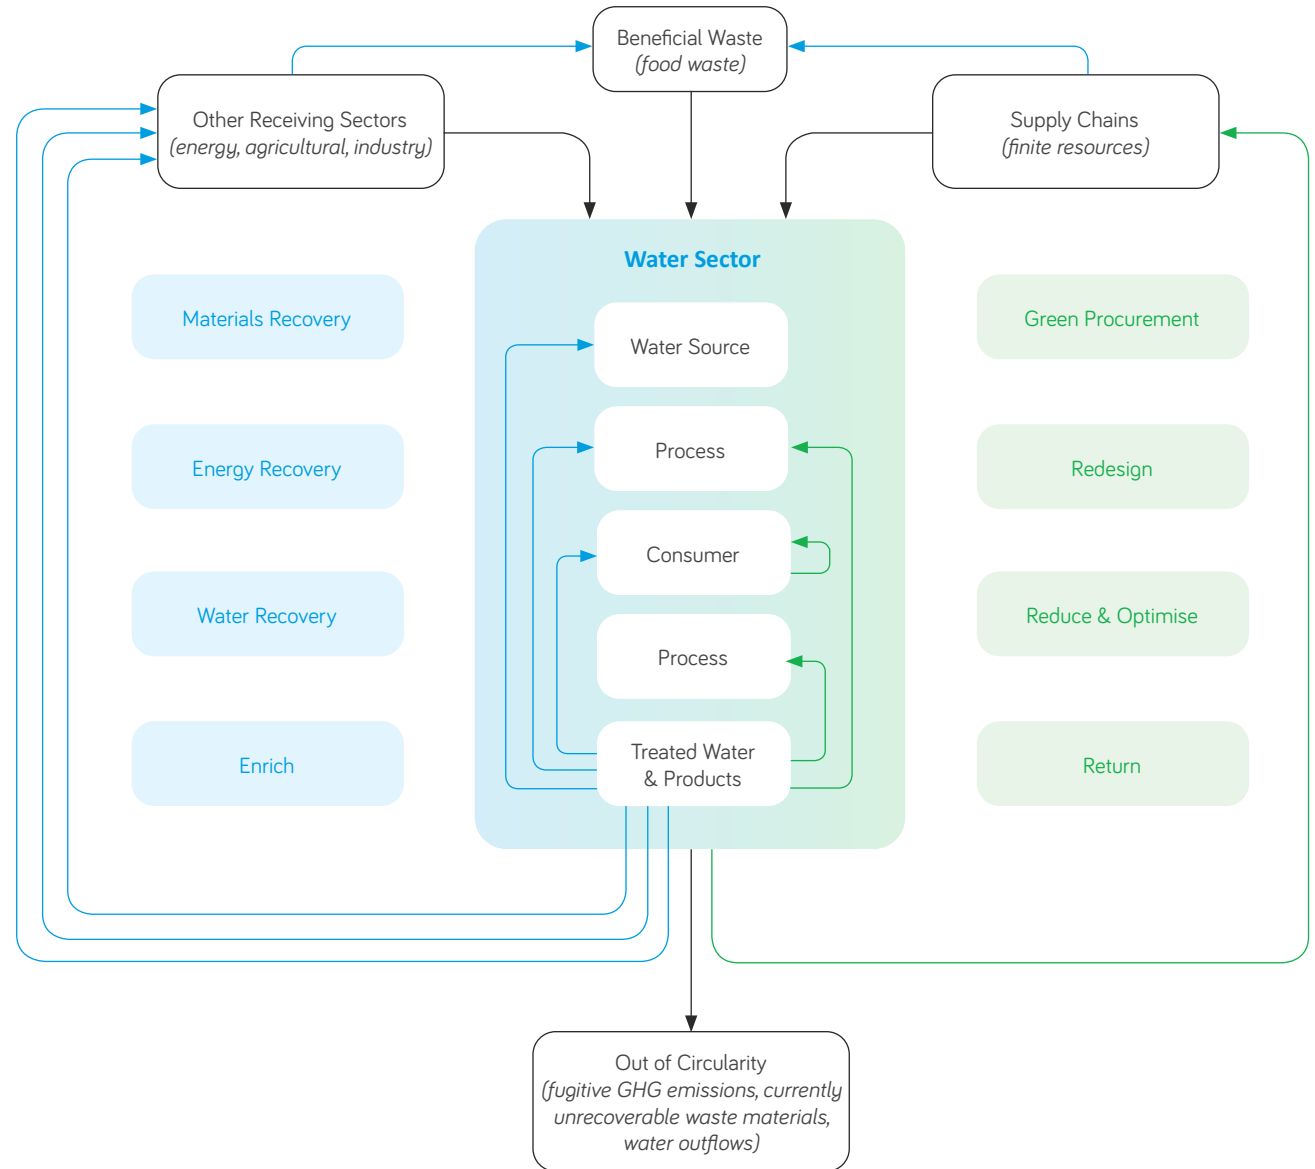 Beneficial Waste
(food waste)
Other Receiving Sectors
(energy, agricultural, industry)
Supply Chains
(finite resources)
Water Sector
Materials Recovery
Energy Recovery
Water Recovery
Enrich
Water Source
Process
Consumer
Process
Treated Water
& Products
Green Procurement
Redesign
Reduce & Optimise
Return
Out of Circularity
(fugitive GHG emissions, currently
unrecoverable waste materials,
water outflows)